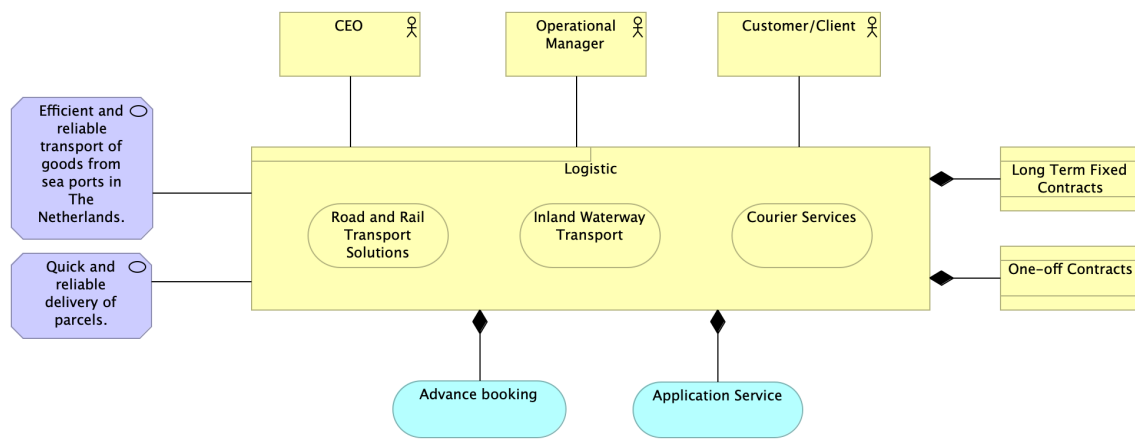 CEO
Operational
Manager
Customer/Client
Efficient and
reliable
transport of
goods from
sea ports in
The
Netherlands.
Quick and
reliable
delivery of
parcels.
Logistic
Road and Rail
Transport
Solutions
Inland Waterway
Transport
Courier Services
Long Term Fixed
Contracts
One-off Contracts
Advance booking
Application Service